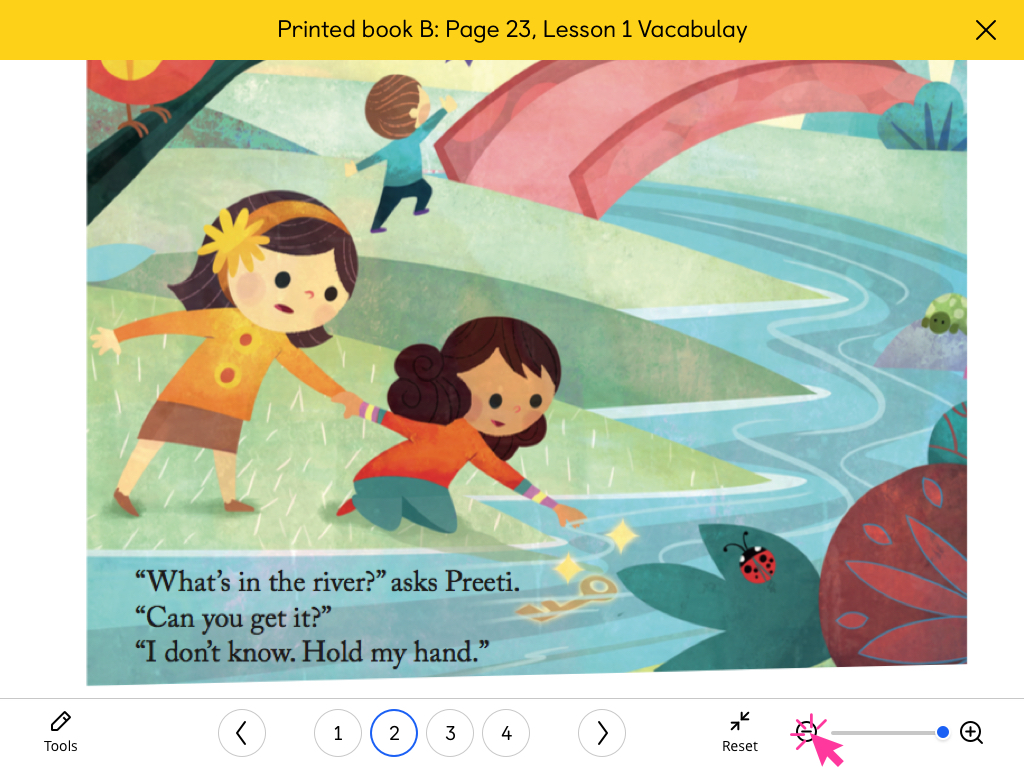 Printed book B: Page 23, Lesson 1 Vacabulay
“What’s in the river?” asks Preeti.
“Can you get it?”
“I don’t know. Hold my hand.”
Tools
1
2
3
4
Reset